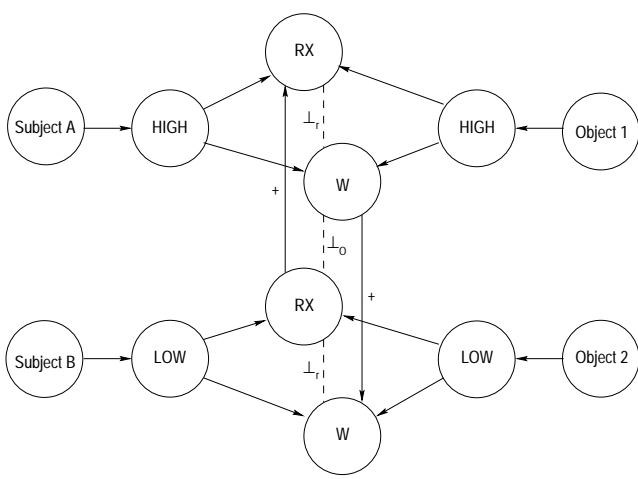 RX
Subject A
HIGH
⊥r
HIGH
Object 1
W
+
⊥O
RX
+
Subject B
LOW
⊥r
LOW
Object 2
W